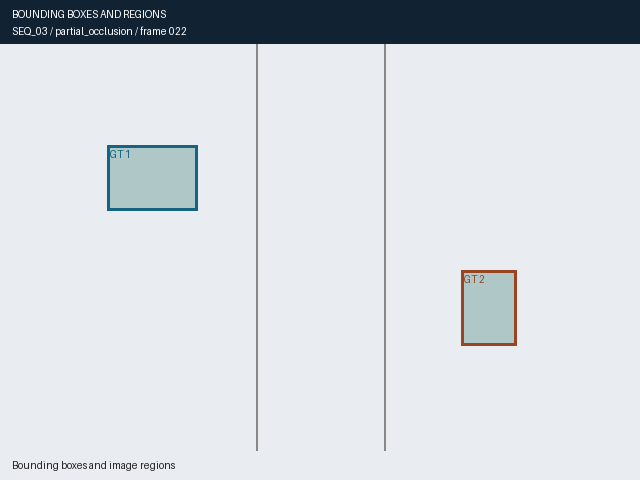 BOUNDING BOXES AND REGIONS
SEQ_03 / partial_occlusion / frame 022
GT1
GT2
Bounding boxes and image regions